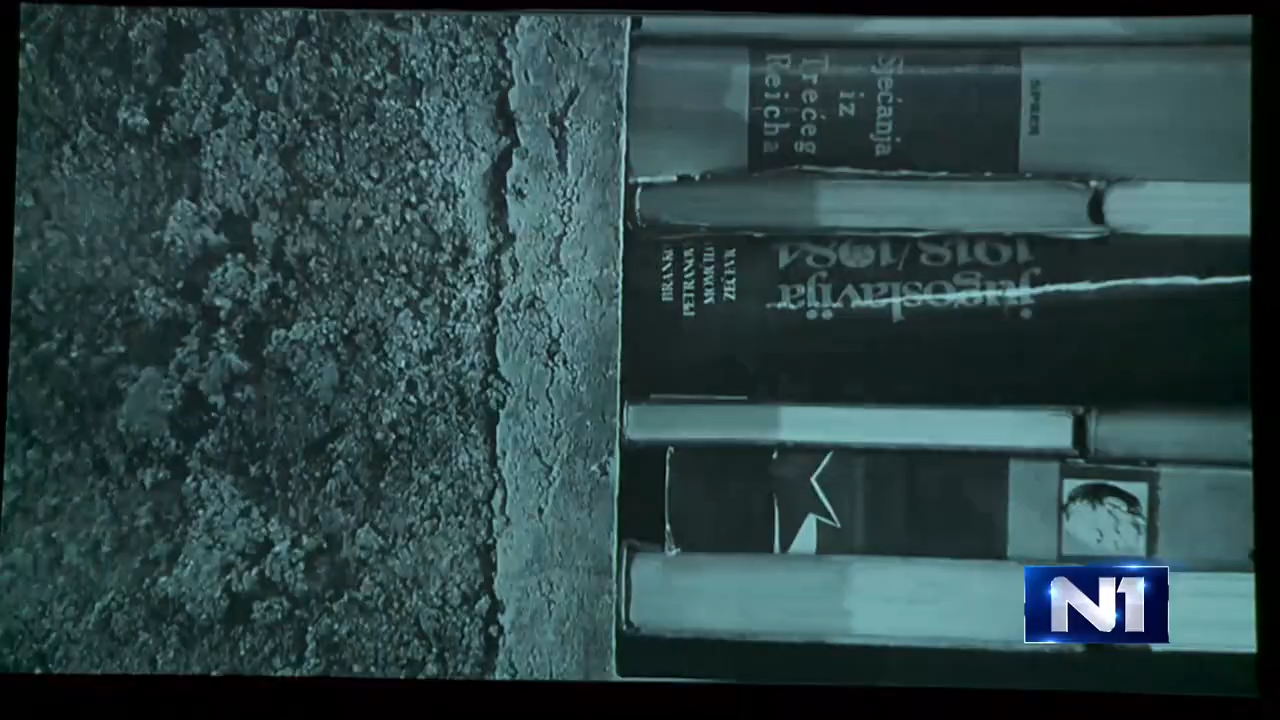 Sjećanja
iz
Trećeg
Reicha
SPEER
BRANKO
PETRANOVIĆ
MOMČILO
ZEČEVIĆ
jugoslavija
1918/1984
N1